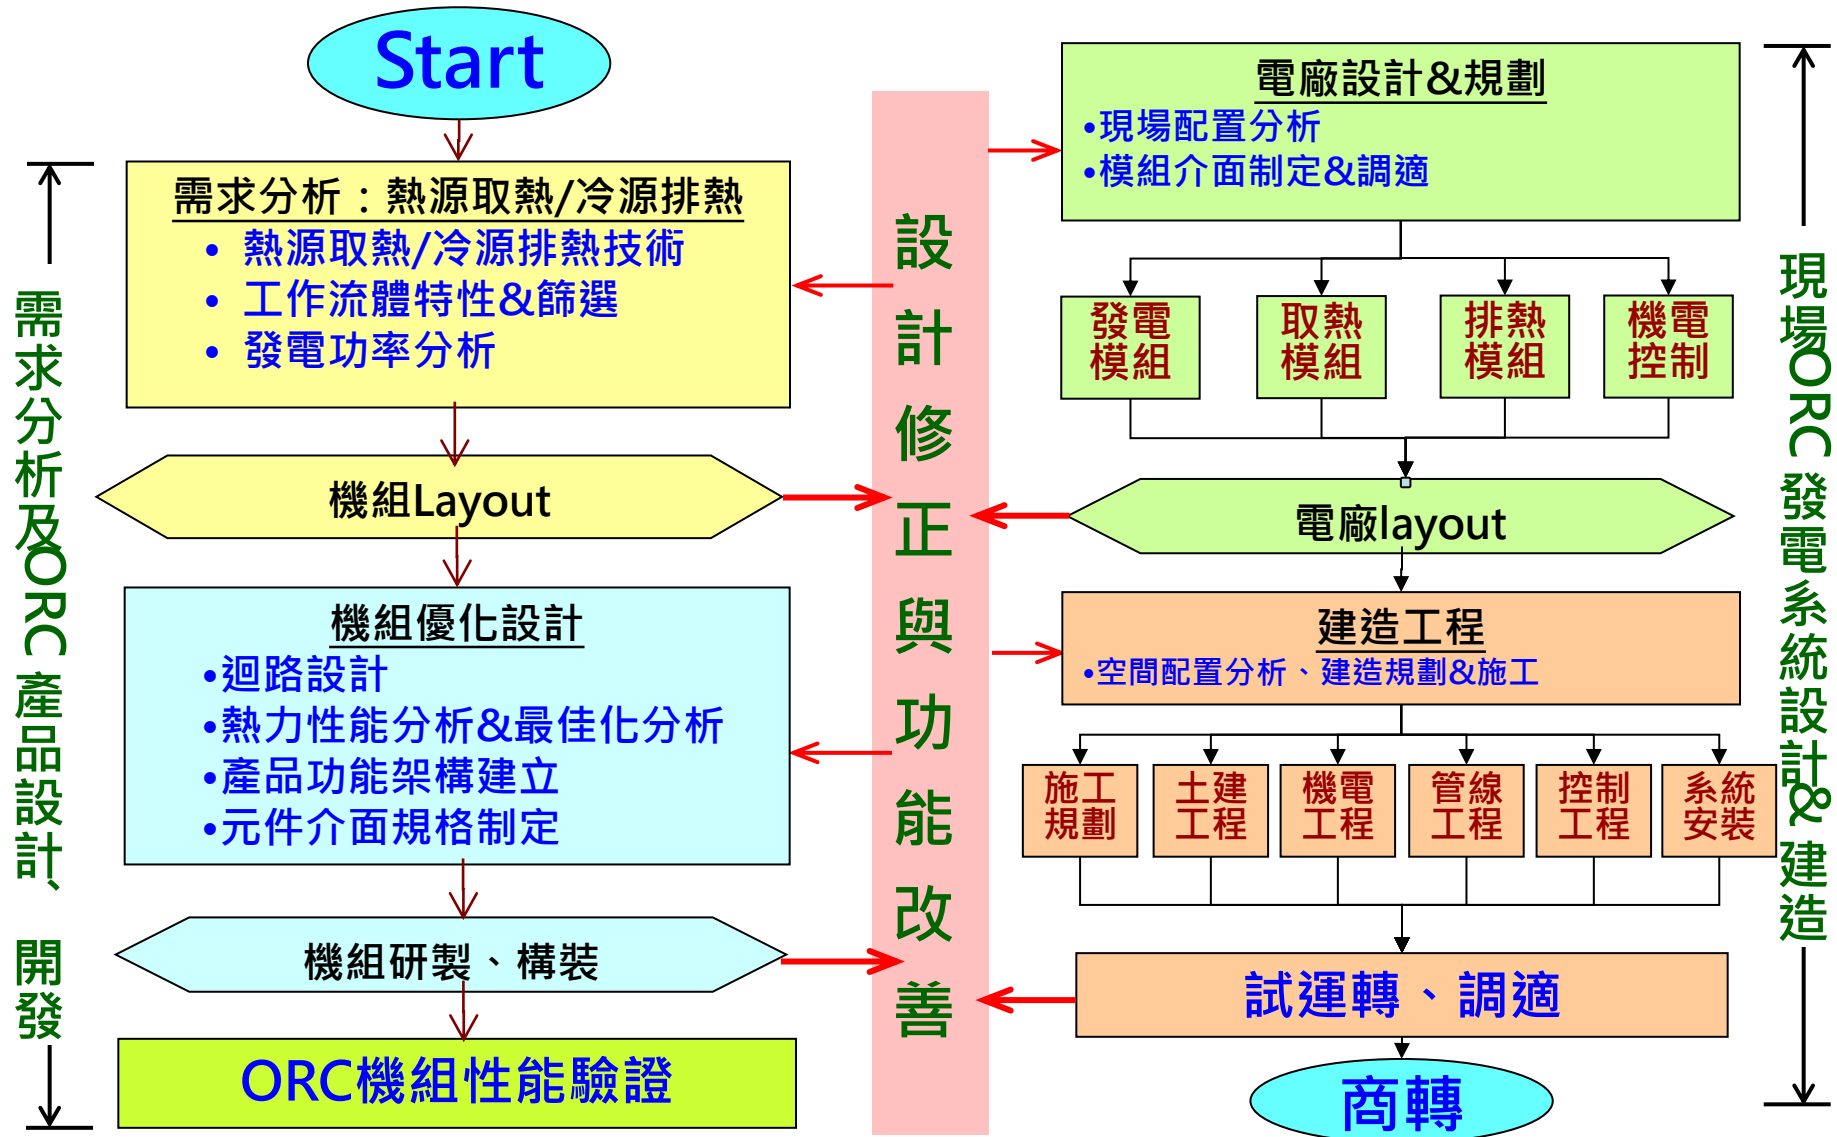 Start
需求分析及ORC 產品設計、 開發
需求分析：熱源取熱/冷源排熱
• 熱源取熱/冷源排熱技術
• 工作流體特性&篩選
• 發電功率分析
機組Layout
機組優化設計
•迴路設計
•熱力性能分析&最佳化分析
•產品功能架構建立
•元件介面規格制定
機組研製、構裝
ORC機組性能驗證
設計修正與功能改善
電廠設計&規劃
•現場配置分析
•模組介面制定&調適
發電
模組
取熱
模組
排熱
模組
機電
控制
電廠layout
建造工程
•空間配置分析、建造規劃&施工
施工
規劃
土建
工程
機電
工程
管線
工程
控制
工程
系統
安裝
試運轉、調適
商轉
現場ORC 發電系統設計& 建造